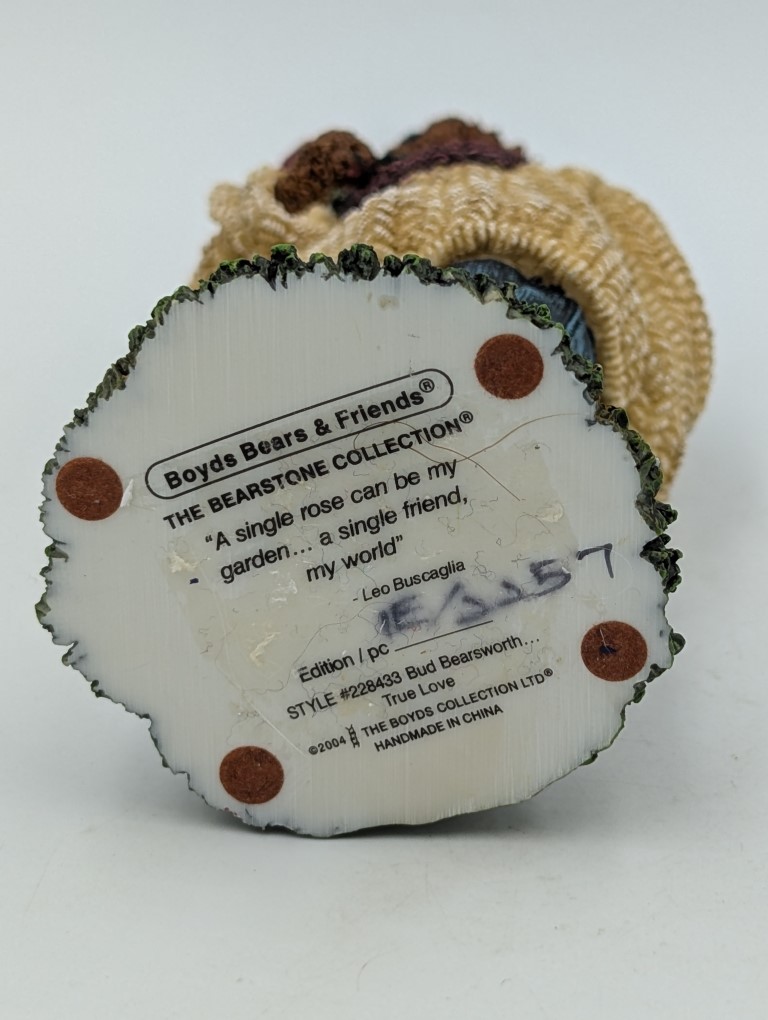 Boyds Bears & Friends®
THE BEARSTONE COLLECTION®
“A single rose can be my
garden... a single friend,
my world”
- Leo Buscaglia
Edition / pc
STYLE #228433 Bud Bearsworth...
True Love
©2004 THE BOYDS COLLECTION LTD®
HANDMADE IN CHINA